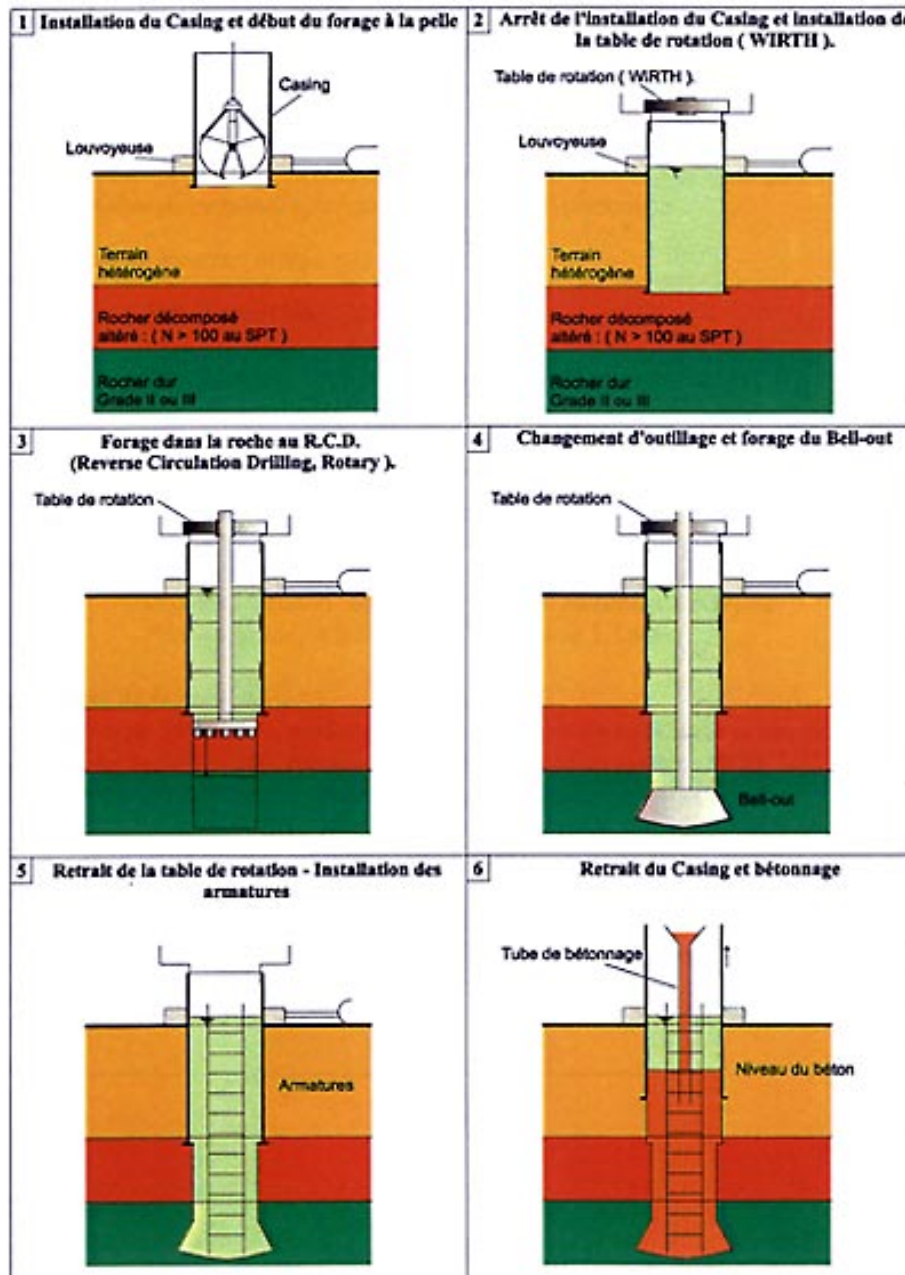 1 Installation du Casing et début du forage à la pelle
Casing
Louvoyeuse
Terrain
hétérogène
Rocher décomposé
altéré : ( N > 100 au SPT )
Rocher dur
Grade II ou III
2 Arrêt de l'installation du Casing et installation de
la table de rotation ( WIRTH ).
Table de rotation ( WIRTH ).
Louvoyeuse
Terrain
hétérogène
Rocher décomposé
altéré : ( N > 100 au SPT )
Rocher dur
Grade II ou III
3 Forage dans la roche au R.C.D.
(Reverse Circulation Drilling, Rotary ).
Table de rotation
4 Changement d'outillage et forage du Bell-out
Table de rotation
Bell-out
5 Retrait de la table de rotation - Installation des
armatures
Armatures
6 Retrait du Casing et bétonnage
Tube de bétonnage
Niveau du béton